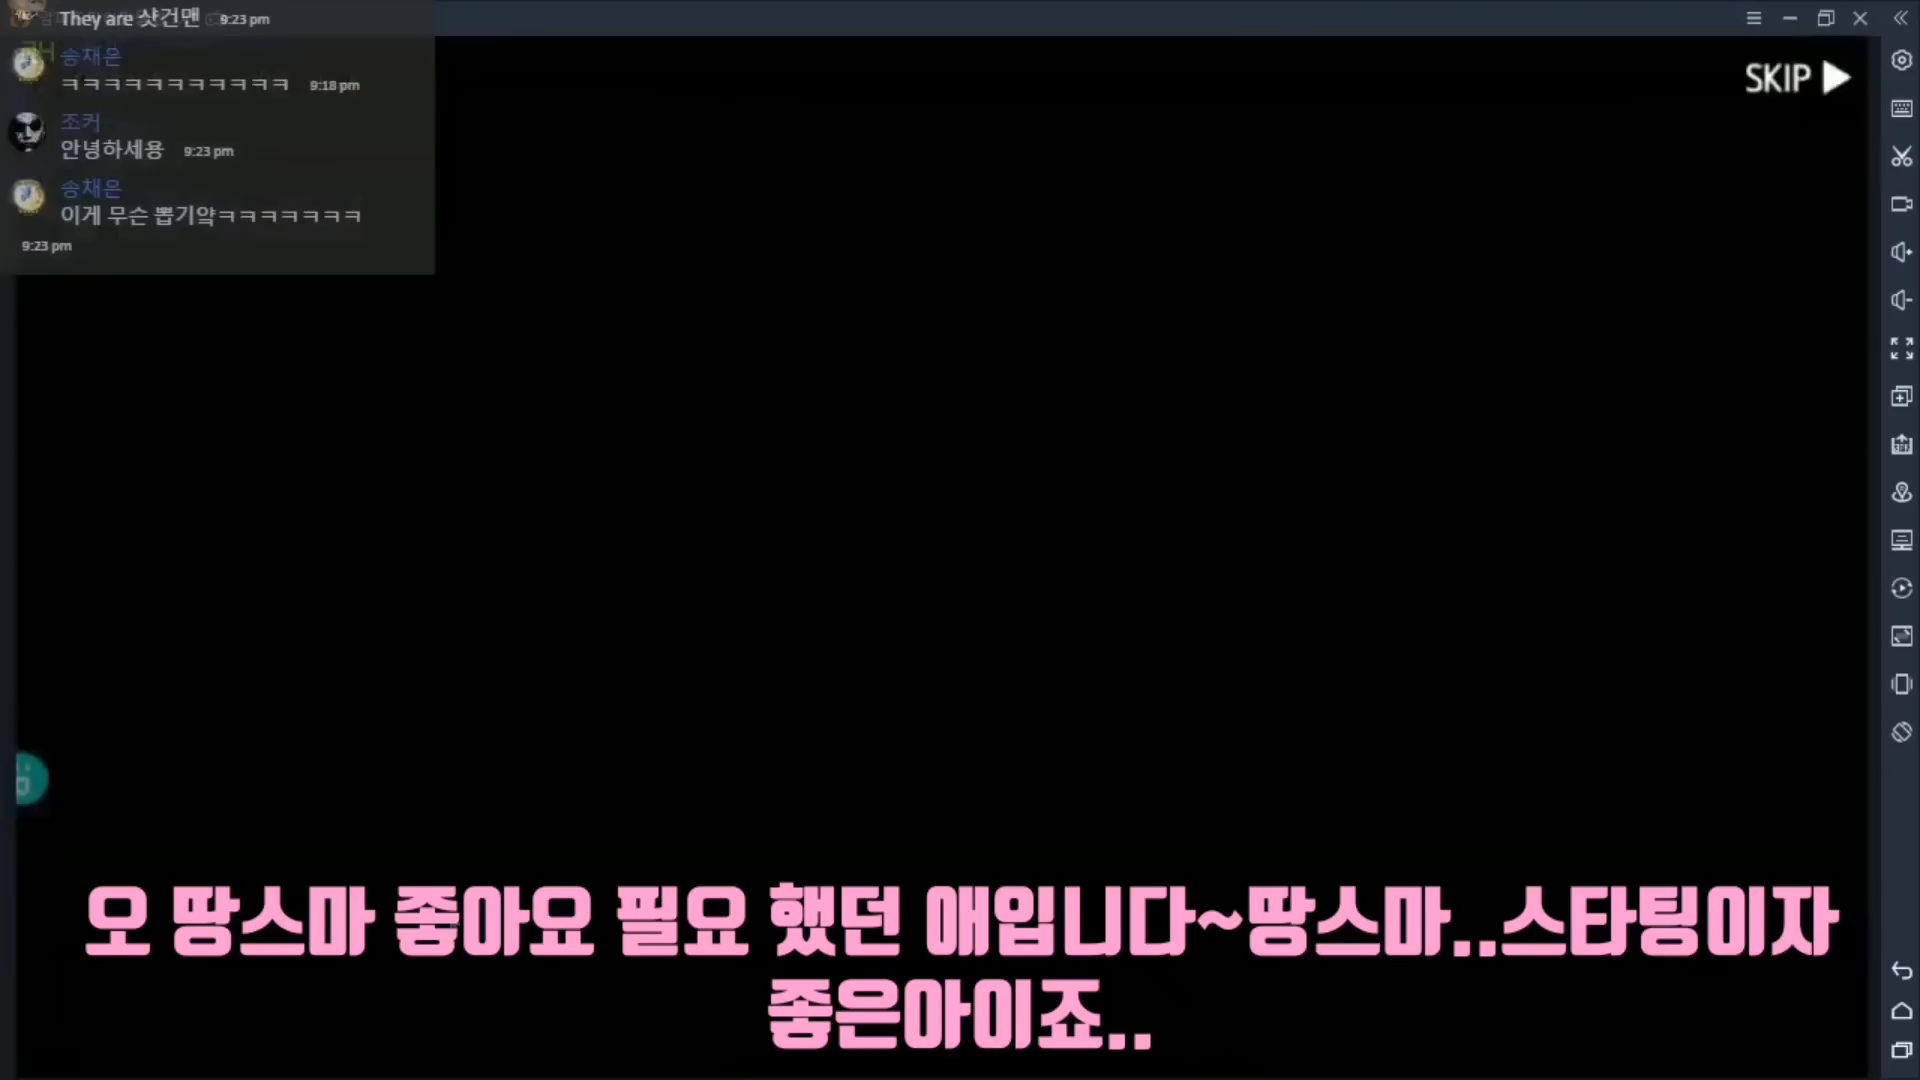 They are 샷건맨 9:23 pm
송채은
ㅋㅋㅋㅋㅋㅋㅋㅋㅋㅋㅋ 9:18 pm
조커
안녕하세용 9:23 pm
송채은
이게 무슨 뽑기얔ㅋㅋㅋㅋㅋㅋㅋ
9:23 pm
SKIP
오 땅스마 좋아요 필요 했던 애입니다~땅스마..스타팅이자
좋은아이죠..